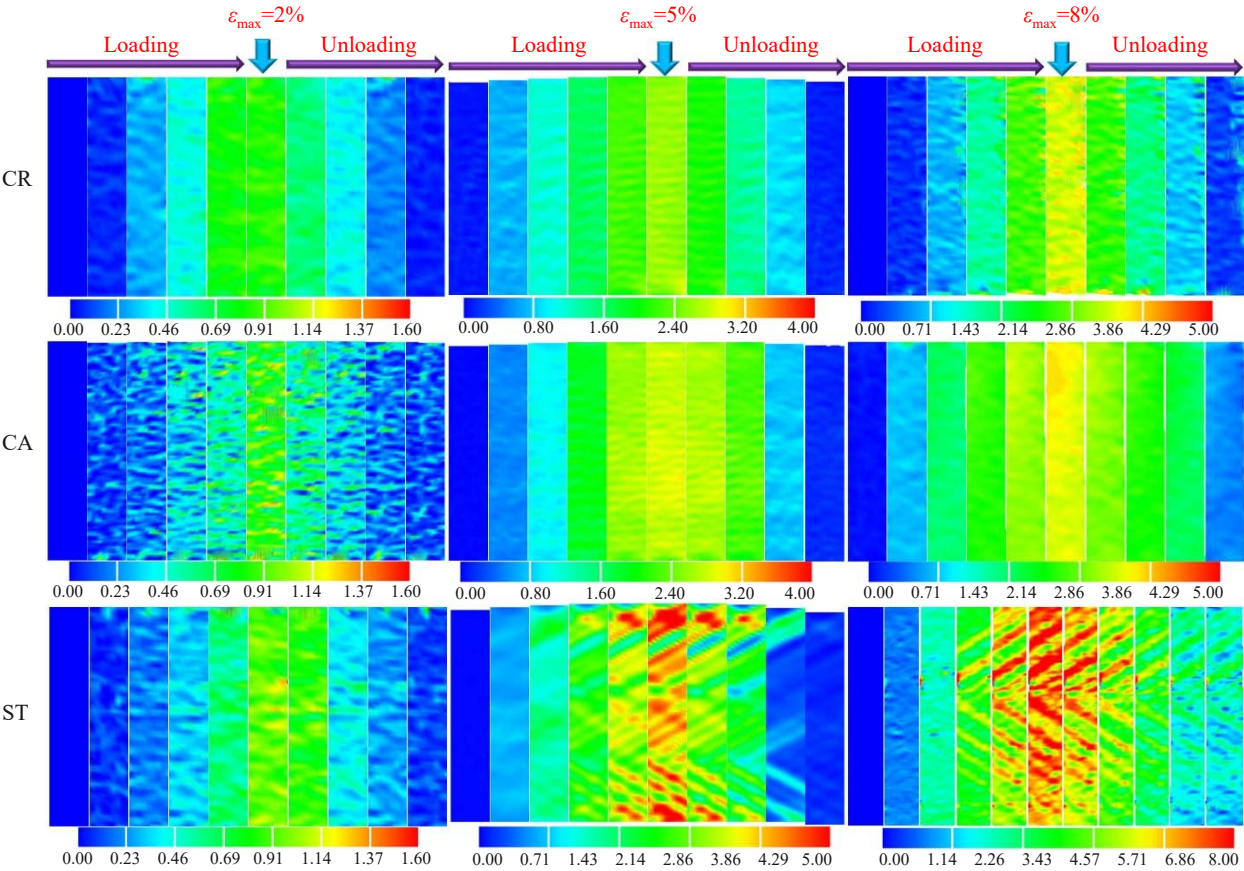 εmax=2% εmax=5% εmax=8%
Loading Unloading Loading Unloading Loading Unloading
CR
0.00 0.23 0.46 0.69 0.91 1.14 1.37 1.60 0.00 0.80 1.60 2.40 3.20 4.00 0.00 0.71 1.43 2.14 2.86 3.86 4.29 5.00
CA
0.00 0.23 0.46 0.69 0.91 1.14 1.37 1.60 0.00 0.80 1.60 2.40 3.20 4.00 0.00 0.71 1.43 2.14 2.86 3.86 4.29 5.00
ST
0.00 0.23 0.46 0.69 0.91 1.14 1.37 1.60 0.00 0.71 1.43 2.14 2.86 3.86 4.29 5.00 0.00 1.14 2.26 3.43 4.57 5.71 6.86 8.00